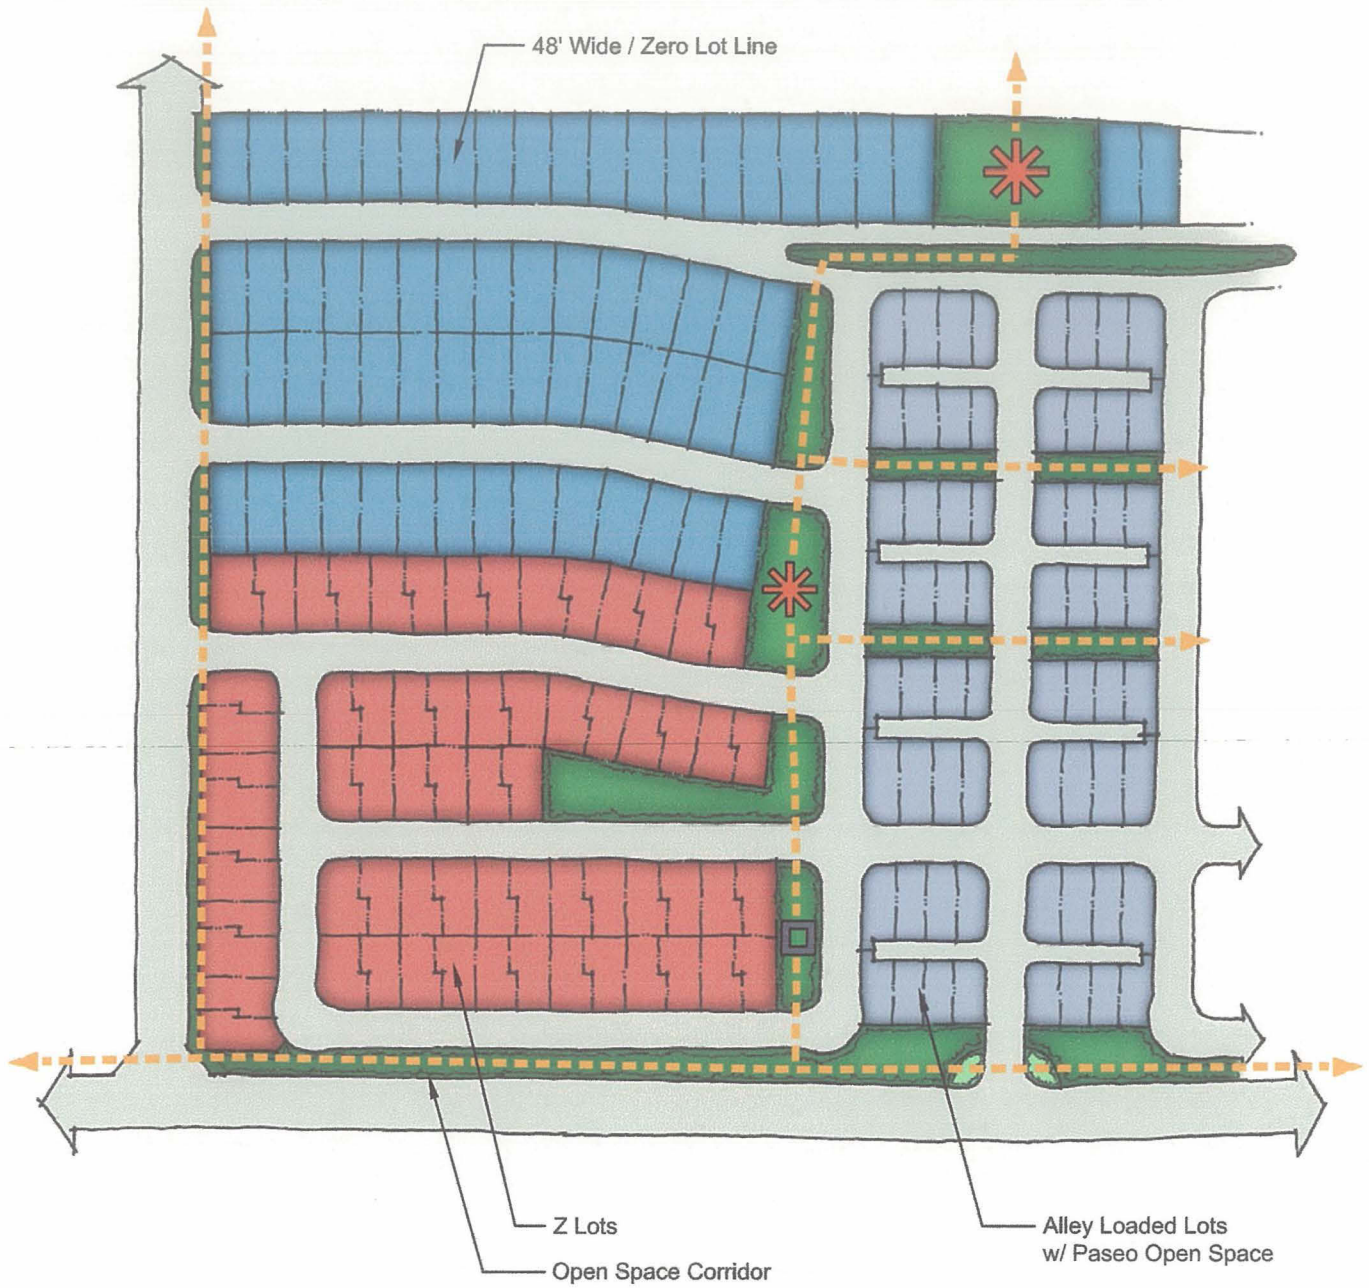 48' Wide / Zero Lot Line
Z Lots
Open Space Corridor
Alley Loaded Lots
w/ Paseo Open Space